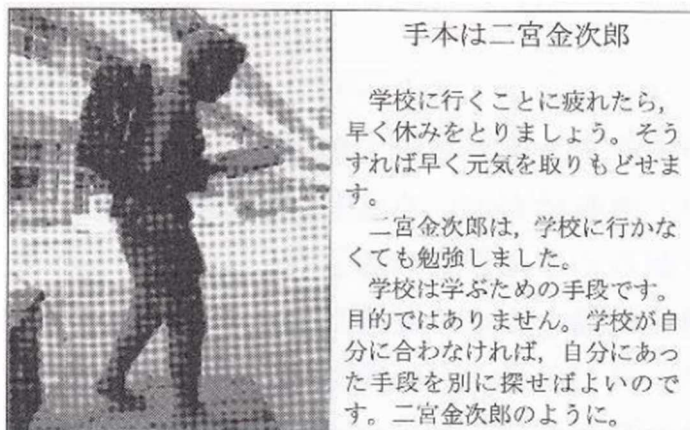 手本は二宮金次郎
　学校に行くことに疲れたら，
早く休みをとりましょう。そう
すれば早く元気を取りもどせま
す。
　二宮金次郎は，学校に行かな
くても勉強しました。
　学校は学ぶための手段です。
目的ではありません。学校が自
分に合わなければ，自分にあっ
た手段を別に探せばよいので
す。二宮金次郎のように。